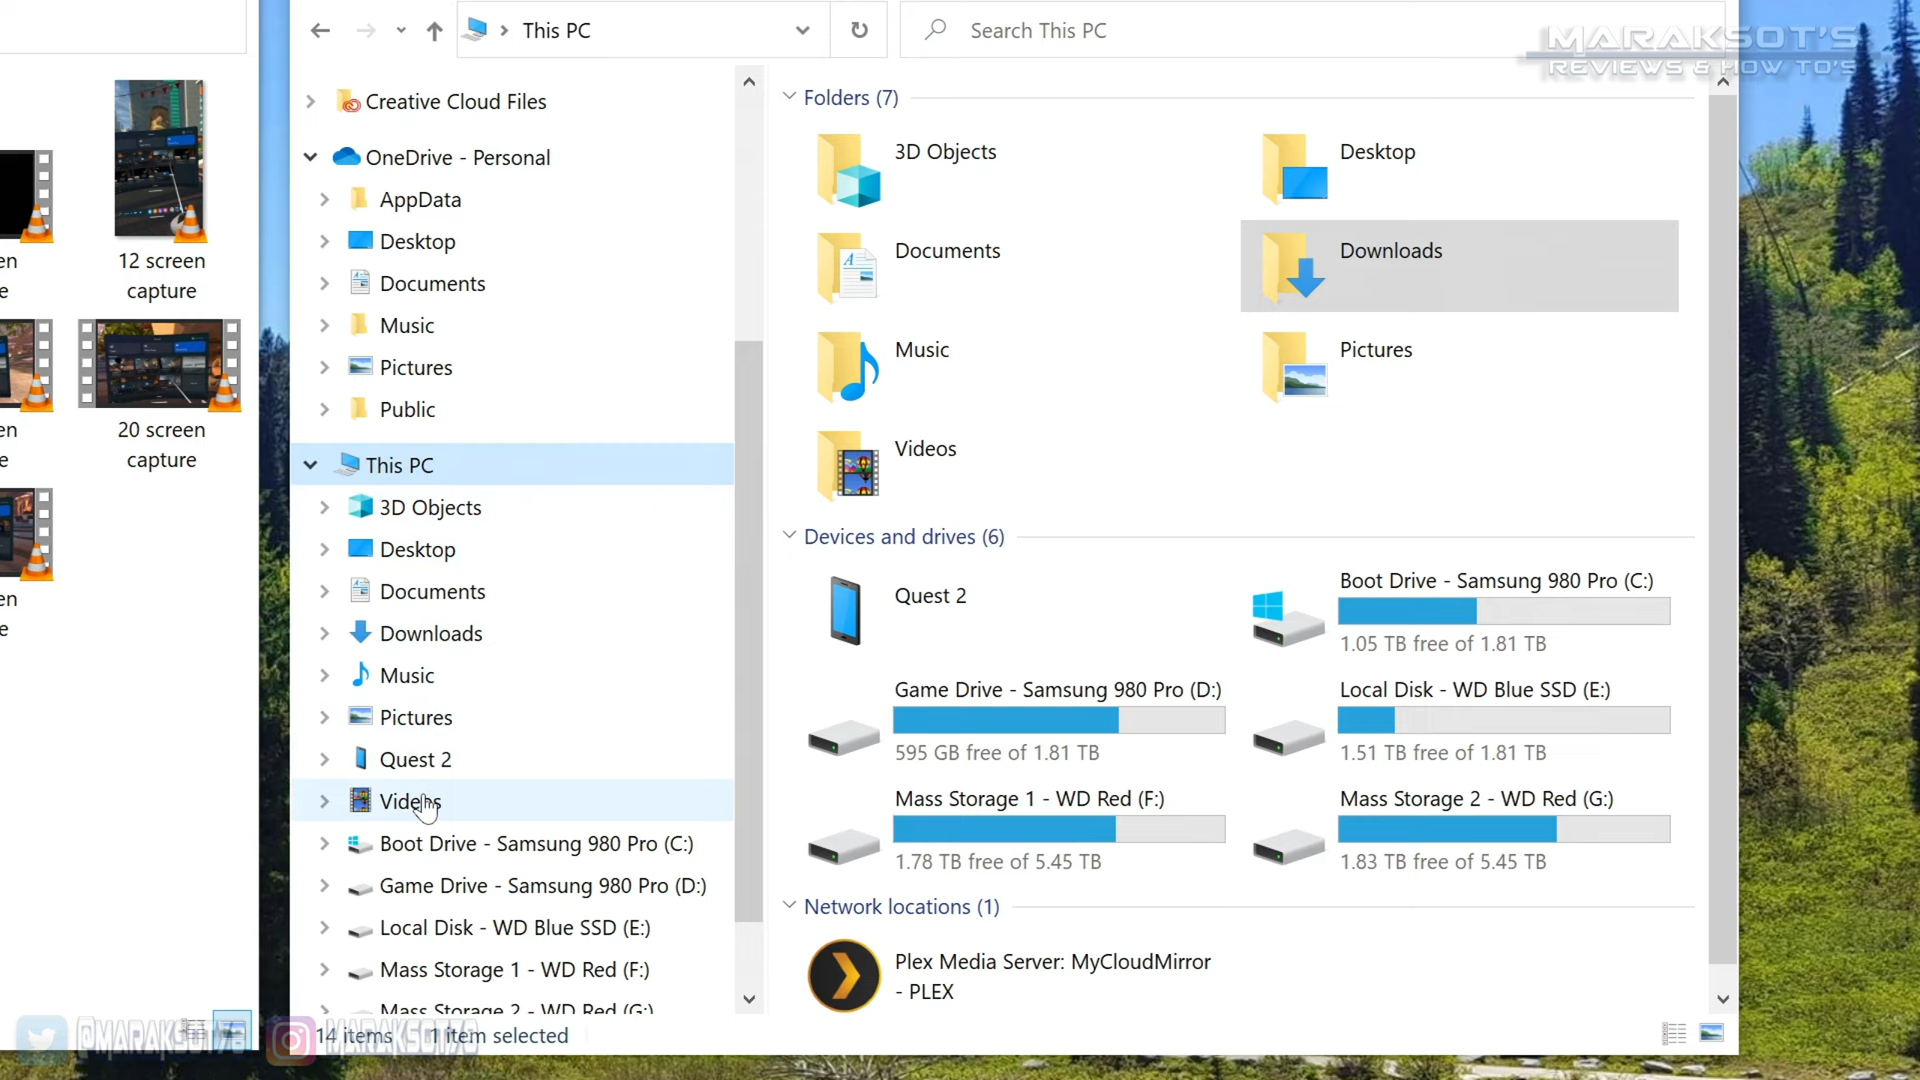 This PC
Search This PC
MARAKSOT'S
REVIEWS & HOW TO'S
12 screen
capture
20 screen
capture
Creative Cloud Files
OneDrive - Personal
AppData
Desktop
Documents
Music
Pictures
Public
This PC
3D Objects
Desktop
Documents
Downloads
Music
Pictures
Quest 2
Videos
Boot Drive - Samsung 980 Pro (C:)
Game Drive - Samsung 980 Pro (D:)
Local Disk - WD Blue SSD (E:)
Mass Storage 1 - WD Red (F:)
Mass Storage 2 - WD Red (G:)
Folders (7)
3D Objects
Desktop
Documents
Downloads
Music
Pictures
Videos
Devices and drives (6)
Quest 2
Boot Drive - Samsung 980 Pro (C:)
1.05 TB free of 1.81 TB
Game Drive - Samsung 980 Pro (D:)
595 GB free of 1.81 TB
Local Disk - WD Blue SSD (E:)
1.51 TB free of 1.81 TB
Mass Storage 1 - WD Red (F:)
1.78 TB free of 5.45 TB
Mass Storage 2 - WD Red (G:)
1.83 TB free of 5.45 TB
Network locations (1)
Plex Media Server: MyCloudMirror
- PLEX
14 items
1 item selected
@MARAKSOT78
MARAKSOT78